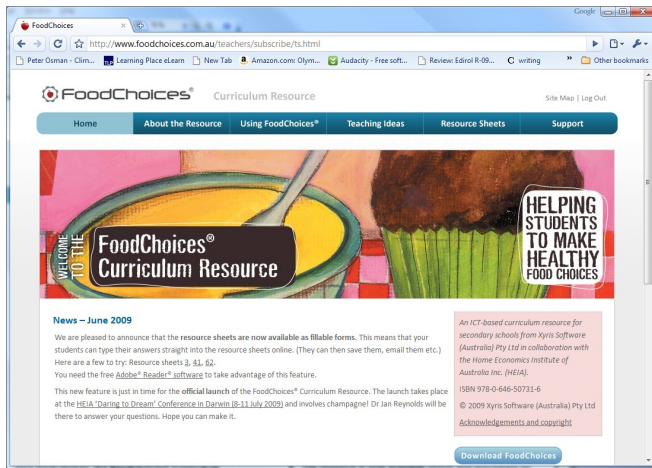 Google
FoodChoices
http://www.foodchoices.com.au/teachers/subscribe/ts.html
Peter Osman - Clim... Learning Place eLearn New Tab Amazon.com: Olym... Audacity - Free soft... Review: Edirol R-09... writing » Other bookmarks
FoodChoices® Curriculum Resource
Site Map | Log Out
Home About the Resource Using FoodChoices® Teaching Ideas Resource Sheets Support
WELCOME
TO THE
FoodChoices®
Curriculum Resource
HELPING
STUDENTS
TO MAKE
HEALTHY
FOOD CHOICES
News – June 2009
We are pleased to announce that the resource sheets are now available as fillable forms. This means that your
students can type their answers straight into the resource sheets online. (They can then save them, email them etc.)
Here are a few to try: Resource sheets 3, 41, 62.
You need the free Adobe® Reader® software to take advantage of this feature.
This new feature is just in time for the official launch of the FoodChoices® Curriculum Resource. The launch takes place
at the HEIA 'Daring to Dream' Conference in Darwin (8-11 July 2009) and involves champagne! Dr Jan Reynolds will be
there to answer your questions. Hope you can make it.
An ICT-based curriculum resource for
secondary schools from Xyris Software
(Australia) Pty Ltd in collaboration with
the Home Economics Institute of
Australia Inc. (HEIA).
ISBN 978-0-646-50731-6
© 2009 Xyris Software (Australia) Pty Ltd
Acknowledgements and copyright
Download FoodChoices